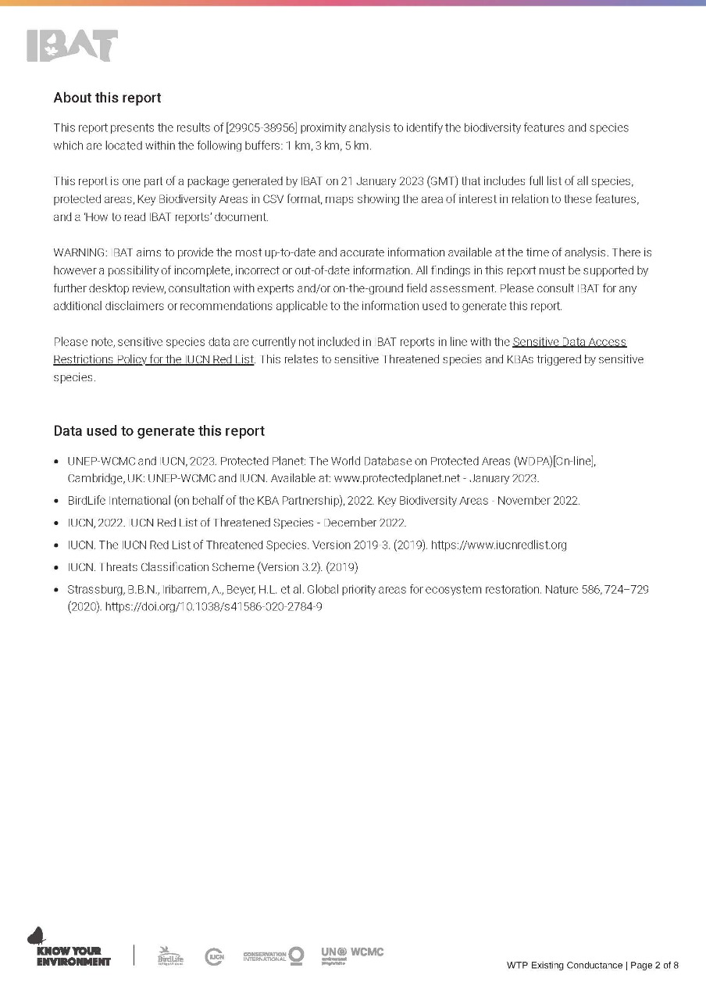 IBAT
About this report
This report presents the results of [29905-38956] proximity analysis to identify the biodiversity features and species
which are located within the following buffers: 1 km, 3 km, 5 km.
This report is one part of a package generated by IBAT on 21 January 2023 (GMT) that includes full list of all species,
protected areas, Key Biodiversity Areas in CSV format, maps showing the area of interest in relation to these features,
and a ‘How to read IBAT reports’ document.
WARNING: IBAT aims to provide the most up-to-date and accurate information available at the time of analysis. There is
however a possibility of incomplete, incorrect or out-of-date information. All findings in this report must be supported by
further desktop review, consultation with experts and/or on-the-ground field assessment. Please consult IBAT for any
additional disclaimers or recommendations applicable to the information used to generate this report.
Please note, sensitive species data are currently not included in IBAT reports in line with the Sensitive Data Access
Restrictions Policy for the IUCN Red List. This relates to sensitive Threatened species and KBAs triggered by sensitive
species.
Data used to generate this report
• UNEP-WCMC and IUCN, 2023. Protected Planet: The World Database on Protected Areas (WDPA)[On-line],
Cambridge, UK: UNEP-WCMC and IUCN. Available at: www.protectedplanet.net - January 2023.
• BirdLife International (on behalf of the KBA Partnership), 2022. Key Biodiversity Areas - November 2022.
• IUCN, 2022. IUCN Red List of Threatened Species - December 2022.
• IUCN. The IUCN Red List of Threatened Species. Version 2019-3. (2019). https://www.iucnredlist.org
• IUCN. Threats Classification Scheme (Version 3.2). (2019)
• Strassburg, B.B.N., Iribarrem, A., Beyer, H.L. et al. Global priority areas for ecosystem restoration. Nature 586, 724–729
(2020). https://doi.org/10.1038/s41586-020-2784-9
KNOW YOUR
ENVIRONMENT
BirdLife
INTERNATIONAL
IUCN
CONSERVATION
INTERNATIONAL
UN WCMC
environment
programme
WTP Existing Conductance | Page 2 of 8